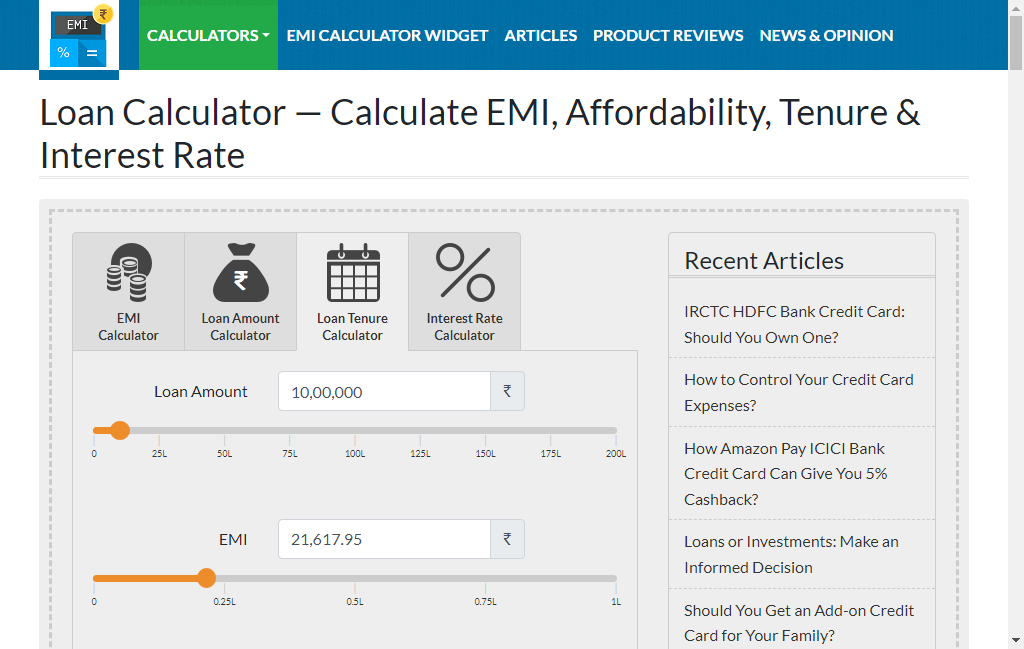 EMI ₹
% =
CALCULATORS EMI CALCULATOR WIDGET ARTICLES PRODUCT REVIEWS NEWS & OPINION
Loan Calculator — Calculate EMI, Affordability, Tenure &
Interest Rate
EMI
Calculator
₹
Loan Amount
Calculator
Loan Tenure
Calculator
%
Interest Rate
Calculator
Loan Amount 10,00,000 ₹
0 25L 50L 75L 100L 125L 150L 175L 200L
EMI 21,617.95 ₹
0 0.25L 0.5L 0.75L 1L
Recent Articles
IRCTC HDFC Bank Credit Card:
Should You Own One?
How to Control Your Credit Card
Expenses?
How Amazon Pay ICICI Bank
Credit Card Can Give You 5%
Cashback?
Loans or Investments: Make an
Informed Decision
Should You Get an Add-on Credit
Card for Your Family?